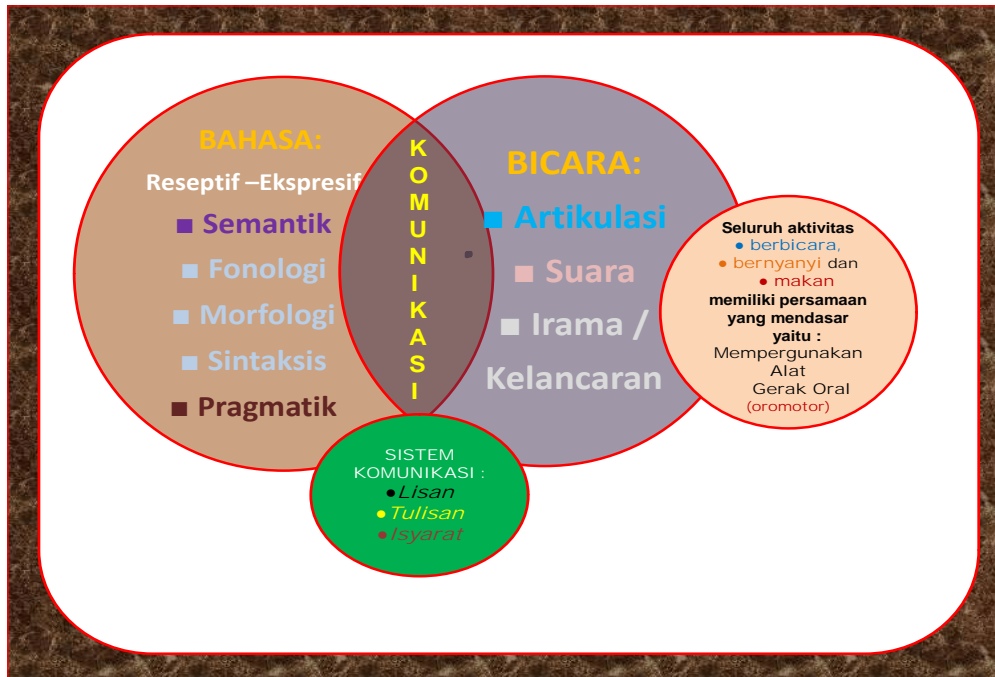 BAHASA:
Reseptif –Ekspresif
■ Semantik
■ Fonologi
■ Morfologi
■ Sintaksis
■ Pragmatik
K
O
M
U
N
I
K
A
S
I
BICARA:
■ Artikulasi
■ Suara
■ Irama /
Kelancaran
Seluruh aktivitas
● berbicara,
● bernyanyi dan
● makan
memiliki persamaan
yang mendasar
yaitu :
Mempergunakan
Alat
Gerak Oral
(oromotor)
SISTEM
KOMUNIKASI :
●Lisan
●Tulisan
●Isyarat